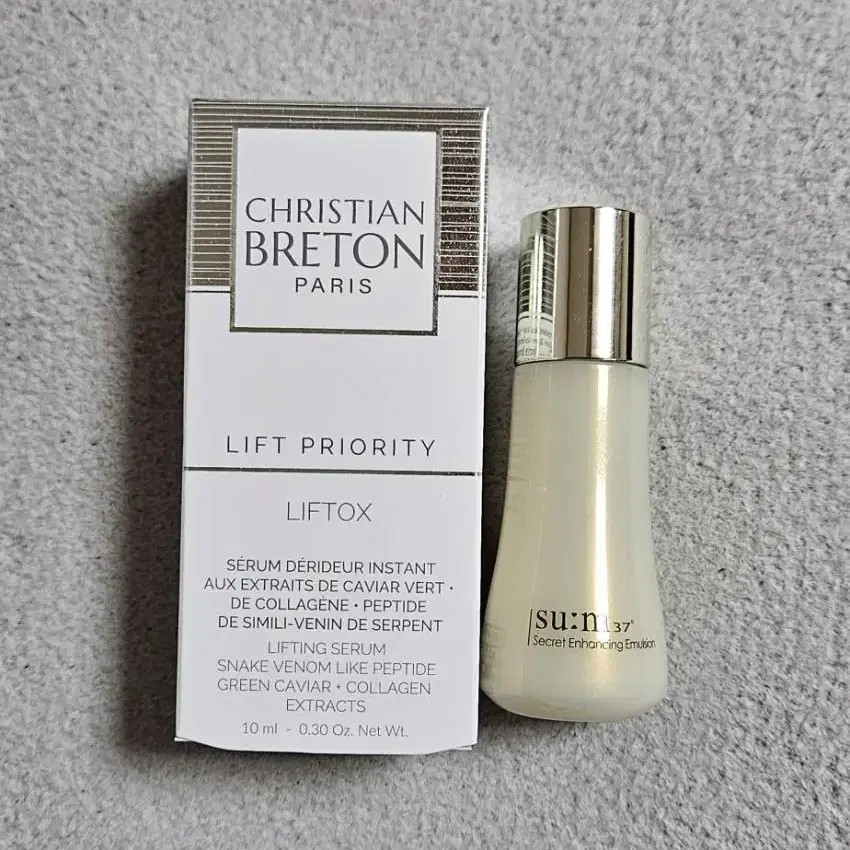 CHRISTIAN
BRETON
PARIS
LIFT PRIORITY
LIFTOX
SÉRUM DÉRIDEUR INSTANT
AUX EXTRAITS DE CAVIAR VERT •
DE COLLAGÈNE • PEPTIDE
DE SIMILI-VENIN DE SERPENT
LIFTING SERUM
SNAKE VENOM LIKE PEPTIDE
GREEN CAVIAR + COLLAGEN
EXTRACTS
10 ml - 0.30 Oz. Net Wt.
su:m37°
Secret Enhancing Emulsion